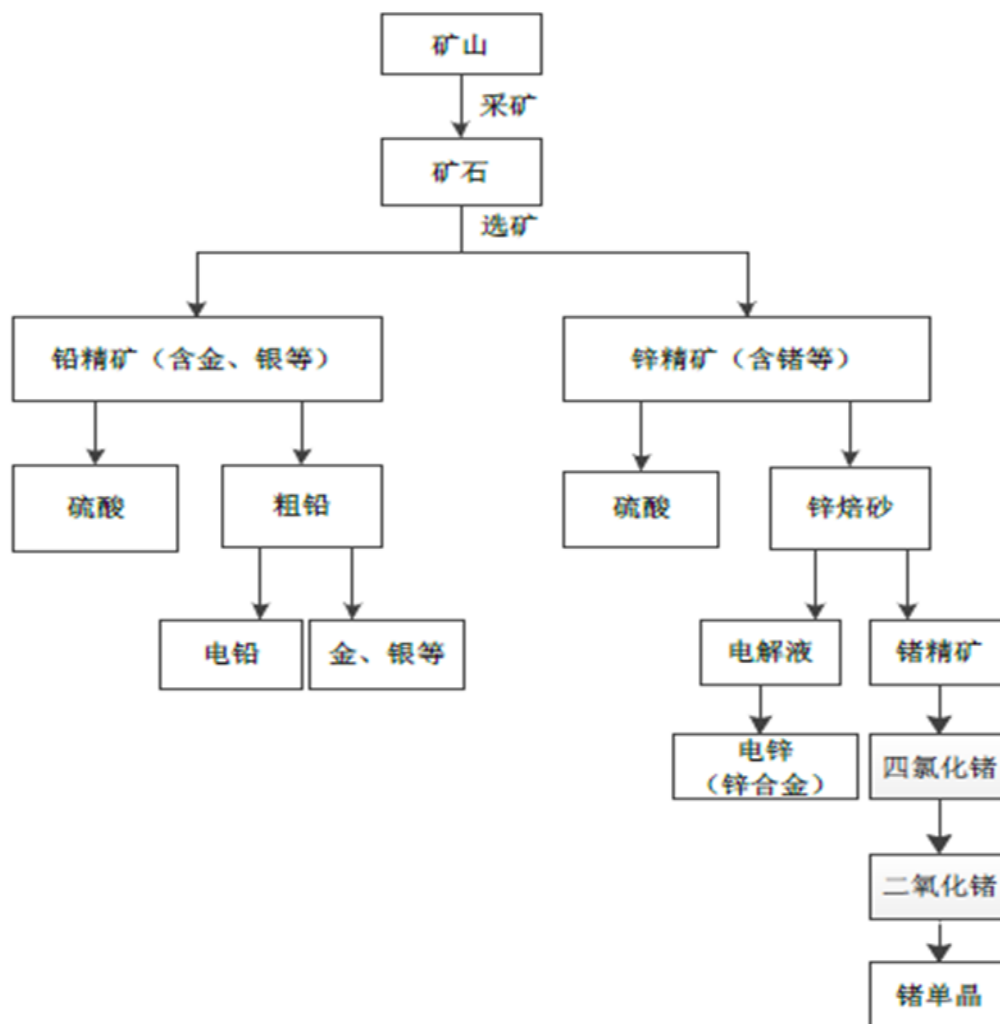 矿山
采矿
矿石
选矿
铅精矿（含金、银等）
锌精矿（含锗等）
硫酸
粗铅
硫酸
锌焙砂
电铅
金、银等
电解液
锗精矿
电锌
（锌合金）
四氯化锗
二氧化锗
锗单晶